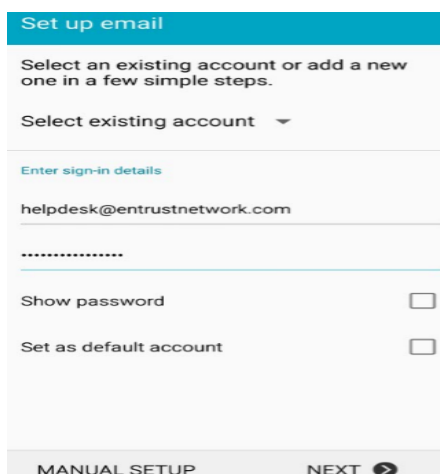 Set up email
Select an existing account or add a new
one in a few simple steps.
Select existing account
Enter sign-in details
helpdesk@entrustnetwork.com
••••••••••••••••
Show password
Set as default account
MANUAL SETUP
NEXT